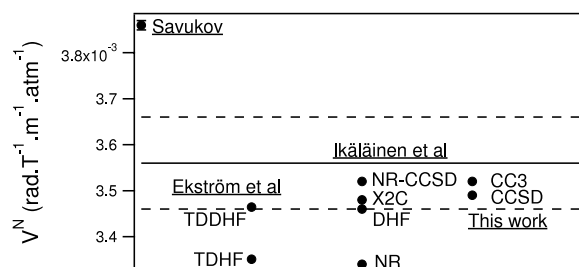 Savukov
3.8x10⁻³
3.7
3.6
3.5
3.4
Vᴺ (rad.T⁻¹.m⁻¹.atm⁻¹)
Ikäläinen et al
Ekström et al
NR-CCSD
CC3
X2C
CCSD
TDDHF
DHF
This work
TDHF
NR